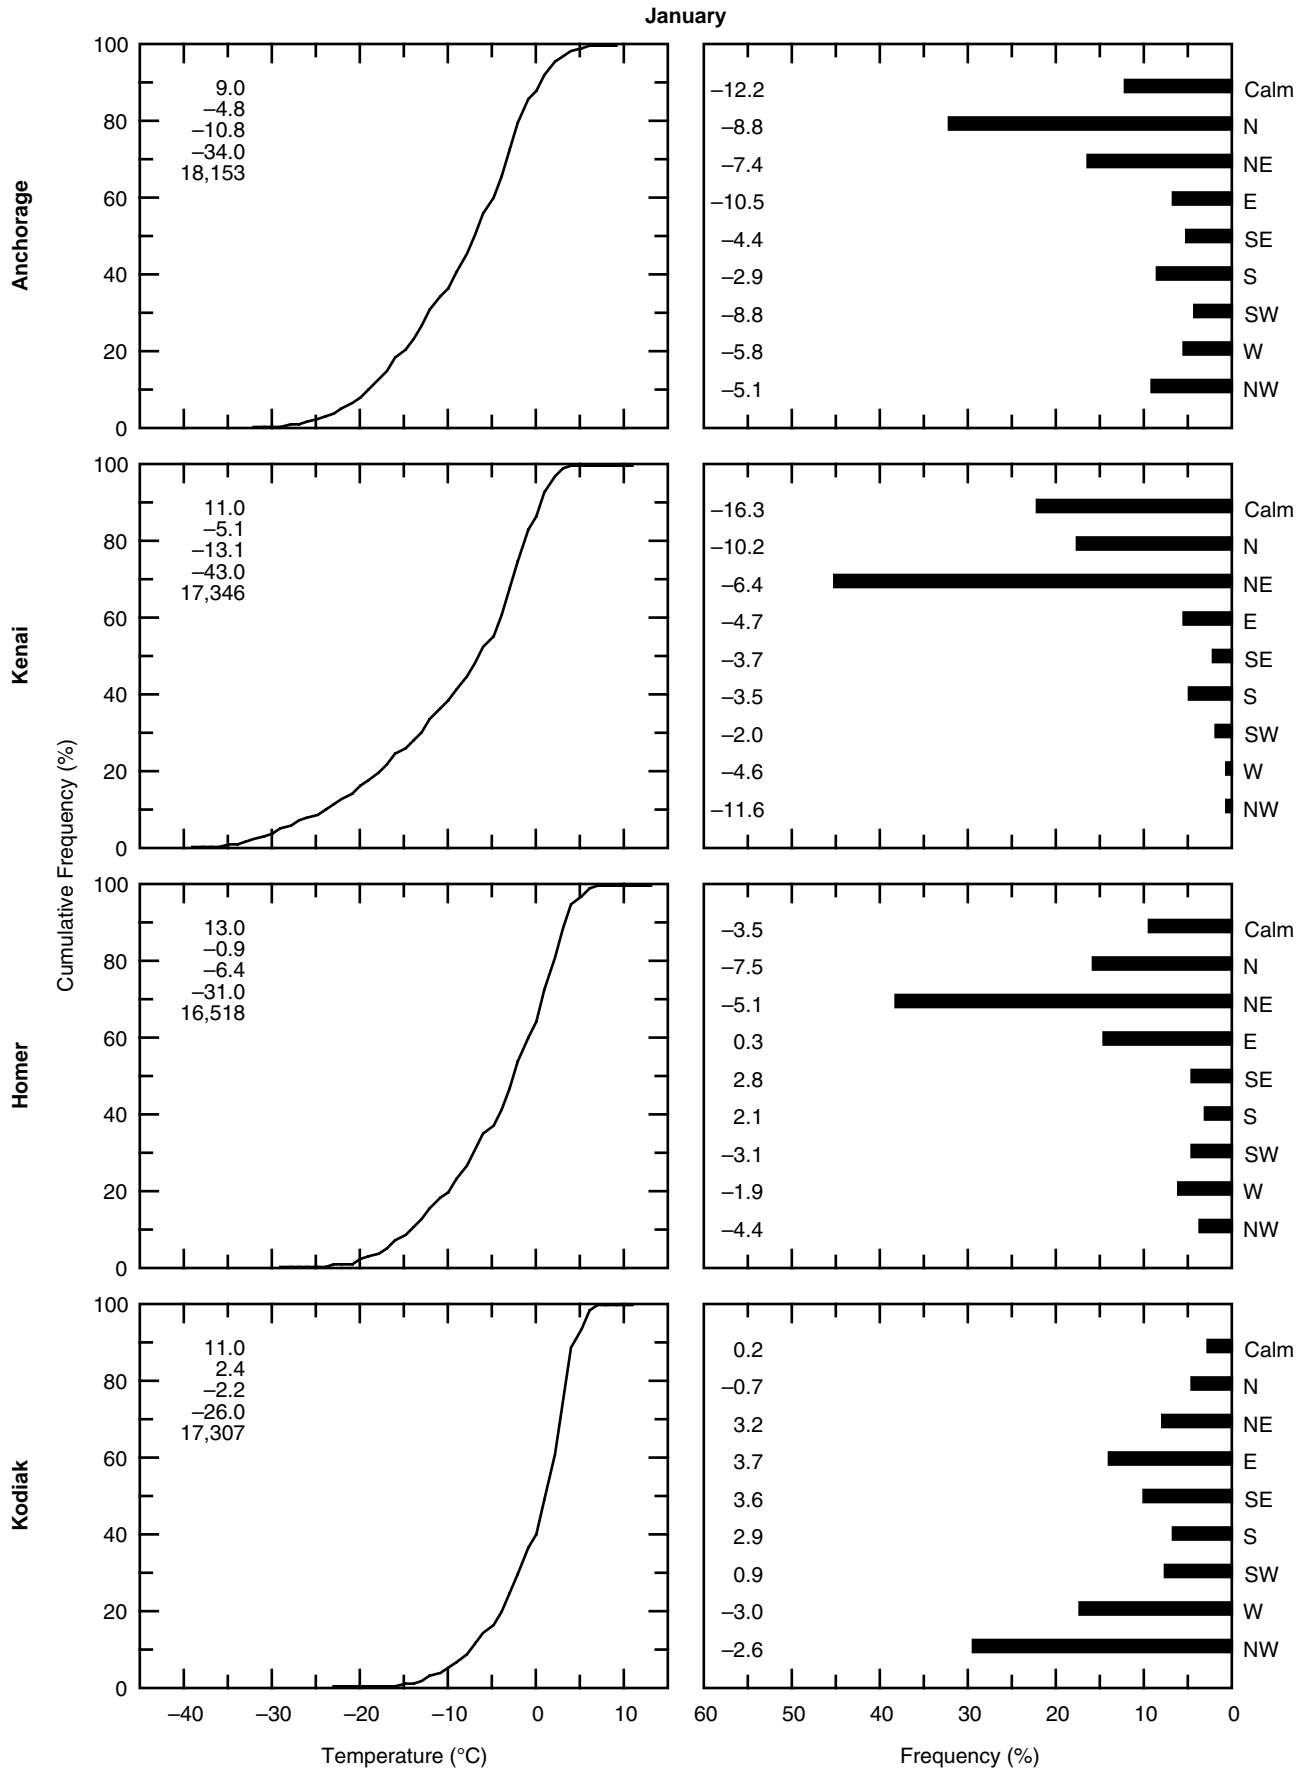 January
Anchorage
100
80
60
40
20
0
9.0
–4.8
–10.8
–34.0
18,153
–12.2 Calm
–8.8 N
–7.4 NE
–10.5 E
–4.4 SE
–2.9 S
–8.8 SW
–5.8 W
–5.1 NW
Kenai
100
80
60
40
20
0
11.0
–5.1
–13.1
–43.0
17,346
–16.3 Calm
–10.2 N
–6.4 NE
–4.7 E
–3.7 SE
–3.5 S
–2.0 SW
–4.6 W
–11.6 NW
Cumulative Frequency (%)
Homer
100
80
60
40
20
0
13.0
–0.9
–6.4
–31.0
16,518
–3.5 Calm
–7.5 N
–5.1 NE
0.3 E
2.8 SE
2.1 S
–3.1 SW
–1.9 W
–4.4 NW
Kodiak
100
80
60
40
20
0
11.0
2.4
–2.2
–26.0
17,307
0.2 Calm
–0.7 N
3.2 NE
3.7 E
3.6 SE
2.9 S
0.9 SW
–3.0 W
–2.6 NW
–40 –30 –20 –10 0 10
60 50 40 30 20 10 0
Temperature (°C)
Frequency (%)